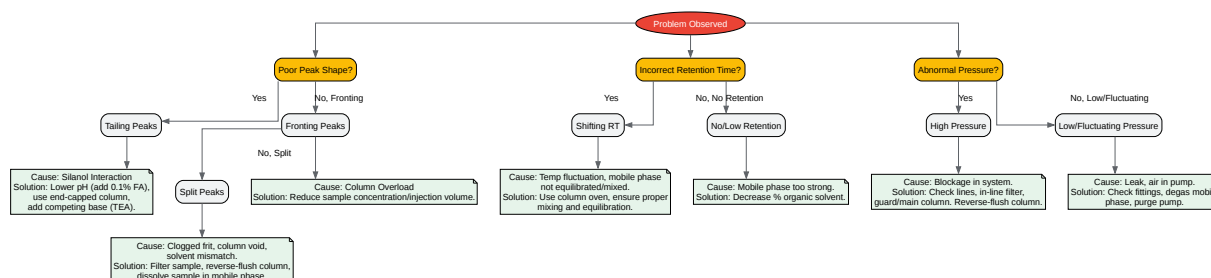 Problem Observed
Poor Peak Shape?
Incorrect Retention Time?
Abnormal Pressure?
Yes
No, Fronting
Yes
No, No Retention
Yes
No, Low/Fluctuating
Tailing Peaks
Fronting Peaks
Shifting RT
No/Low Retention
High Pressure
Low/Fluctuating Pressure
No, Split
Cause: Silanol Interaction
Solution: Lower pH (add 0.1% FA),
use end-capped column,
add competing base (TEA).
Split Peaks
Cause: Column Overload
Solution: Reduce sample concentration/injection volume.
Cause: Temp fluctuation, mobile phase
not equilibrated/mixed.
Solution: Use column oven, ensure proper
mixing and equilibration.
Cause: Mobile phase too strong.
Solution: Decrease % organic solvent.
Cause: Blockage in system.
Solution: Check lines, in-line filter,
guard/main column. Reverse-flush column.
Cause: Leak, air in pump.
Solution: Check fittings, degas mobi
phase, purge pump.
Cause: Clogged frit, column void,
solvent mismatch.
Solution: Filter sample, reverse-flush column,
dissolve sample in mobile phase